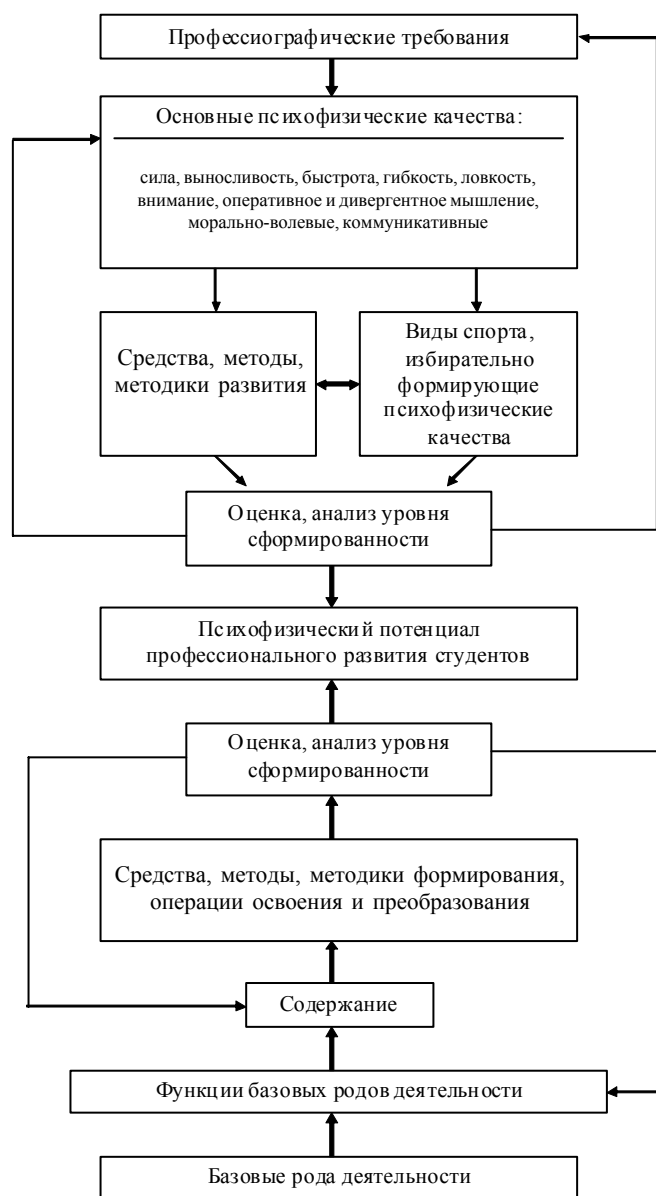 Профессиографические требования
Основные психофизические качества:
сила, выносливость, быстрота, гибкость, ловкость,
внимание, оперативное и дивергентное мышление,
морально-волевые, коммуникативные
Средства, методы,
методики развития
Виды спорта,
избирательно
формирующие
психофизические
качества
Оценка, анализ уровня
сформированности
Психофизический потенциал
профессионального развития студентов
Оценка, анализ уровня
сформированности
Средства, методы, методики формирования,
операции освоения и преобразования
Содержание
Функции базовых родов деятельности
Базовые рода деятельности